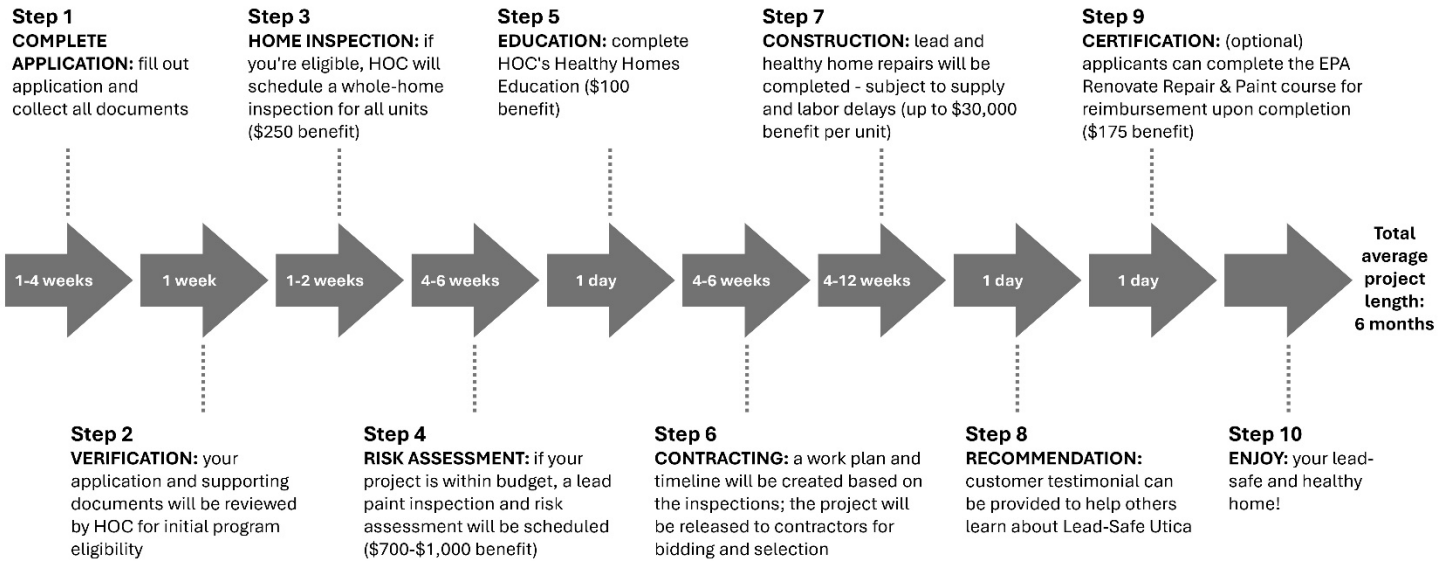 Step 1
COMPLETE
APPLICATION: fill out
application and
collect all documents
Step 3
HOME INSPECTION: if
you're eligible, HOC will
schedule a whole-home
inspection for all units
($250 benefit)
Step 5
EDUCATION: complete
HOC's Healthy Homes
Education ($100
benefit)
Step 7
CONSTRUCTION: lead and
healthy home repairs will be
completed - subject to supply
and labor delays (up to $30,000
benefit per unit)
Step 9
CERTIFICATION: (optional)
applicants can complete the EPA
Renovate Repair & Paint course for
reimbursement upon completion
($175 benefit)
1-4 weeks
1 week
1-2 weeks
4-6 weeks
1 day
4-6 weeks
4-12 weeks
1 day
1 day
Total
average
project
length:
6 months
Step 2
VERIFICATION: your
application and supporting
documents will be reviewed
by HOC for initial program
eligibility
Step 4
RISK ASSESSMENT: if your
project is within budget, a lead
paint inspection and risk
assessment will be scheduled
($700-$1,000 benefit)
Step 6
CONTRACTING: a work plan and
timeline will be created based on
the inspections; the project will
be released to contractors for
bidding and selection
Step 8
RECOMMENDATION:
customer testimonial can
be provided to help others
learn about Lead-Safe Utica
Step 10
ENJOY: your lead-
safe and healthy
home!